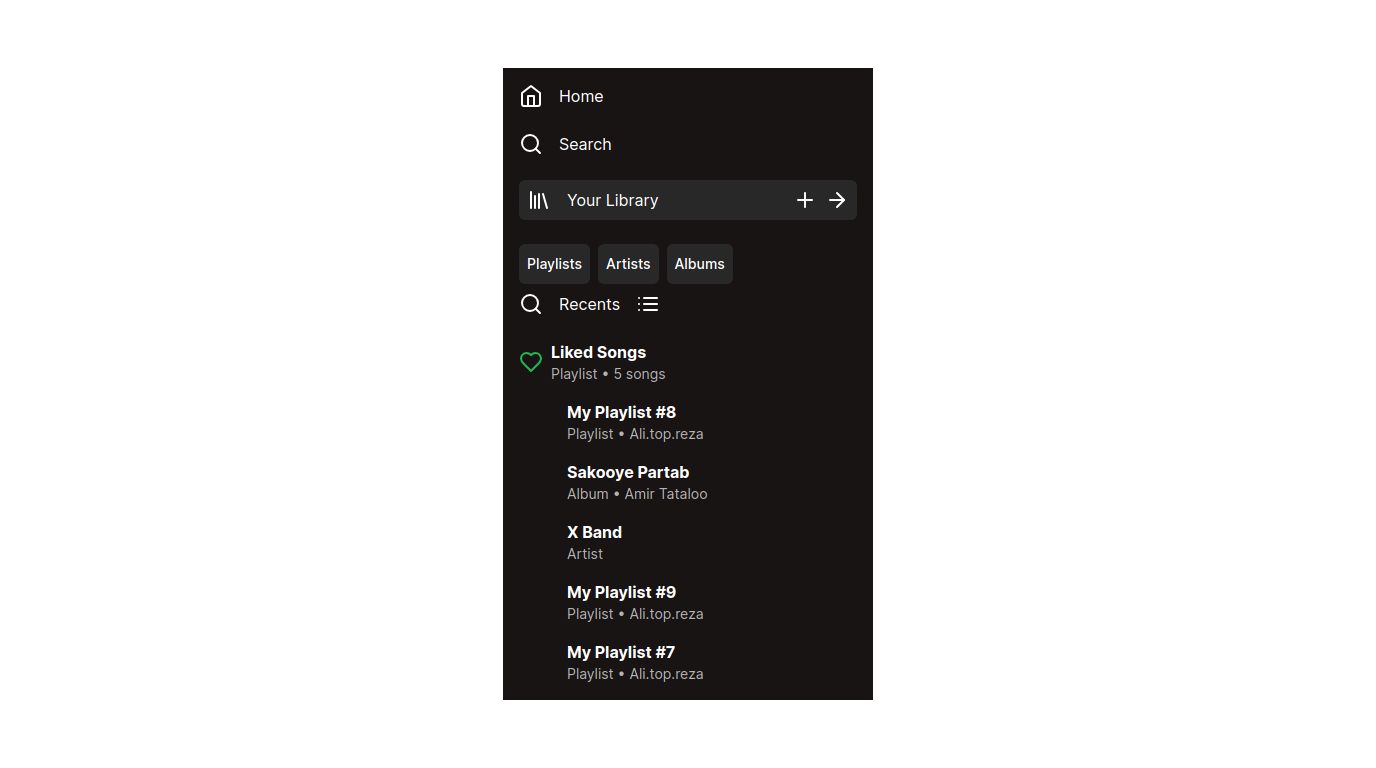 Home
Search
Your Library
Playlists Artists Albums
Recents
Liked Songs
Playlist • 5 songs
My Playlist #8
Playlist • Ali.top.reza
Sakooye Partab
Album • Amir Tataloo
X Band
Artist
My Playlist #9
Playlist • Ali.top.reza
My Playlist #7
Playlist • Ali.top.reza